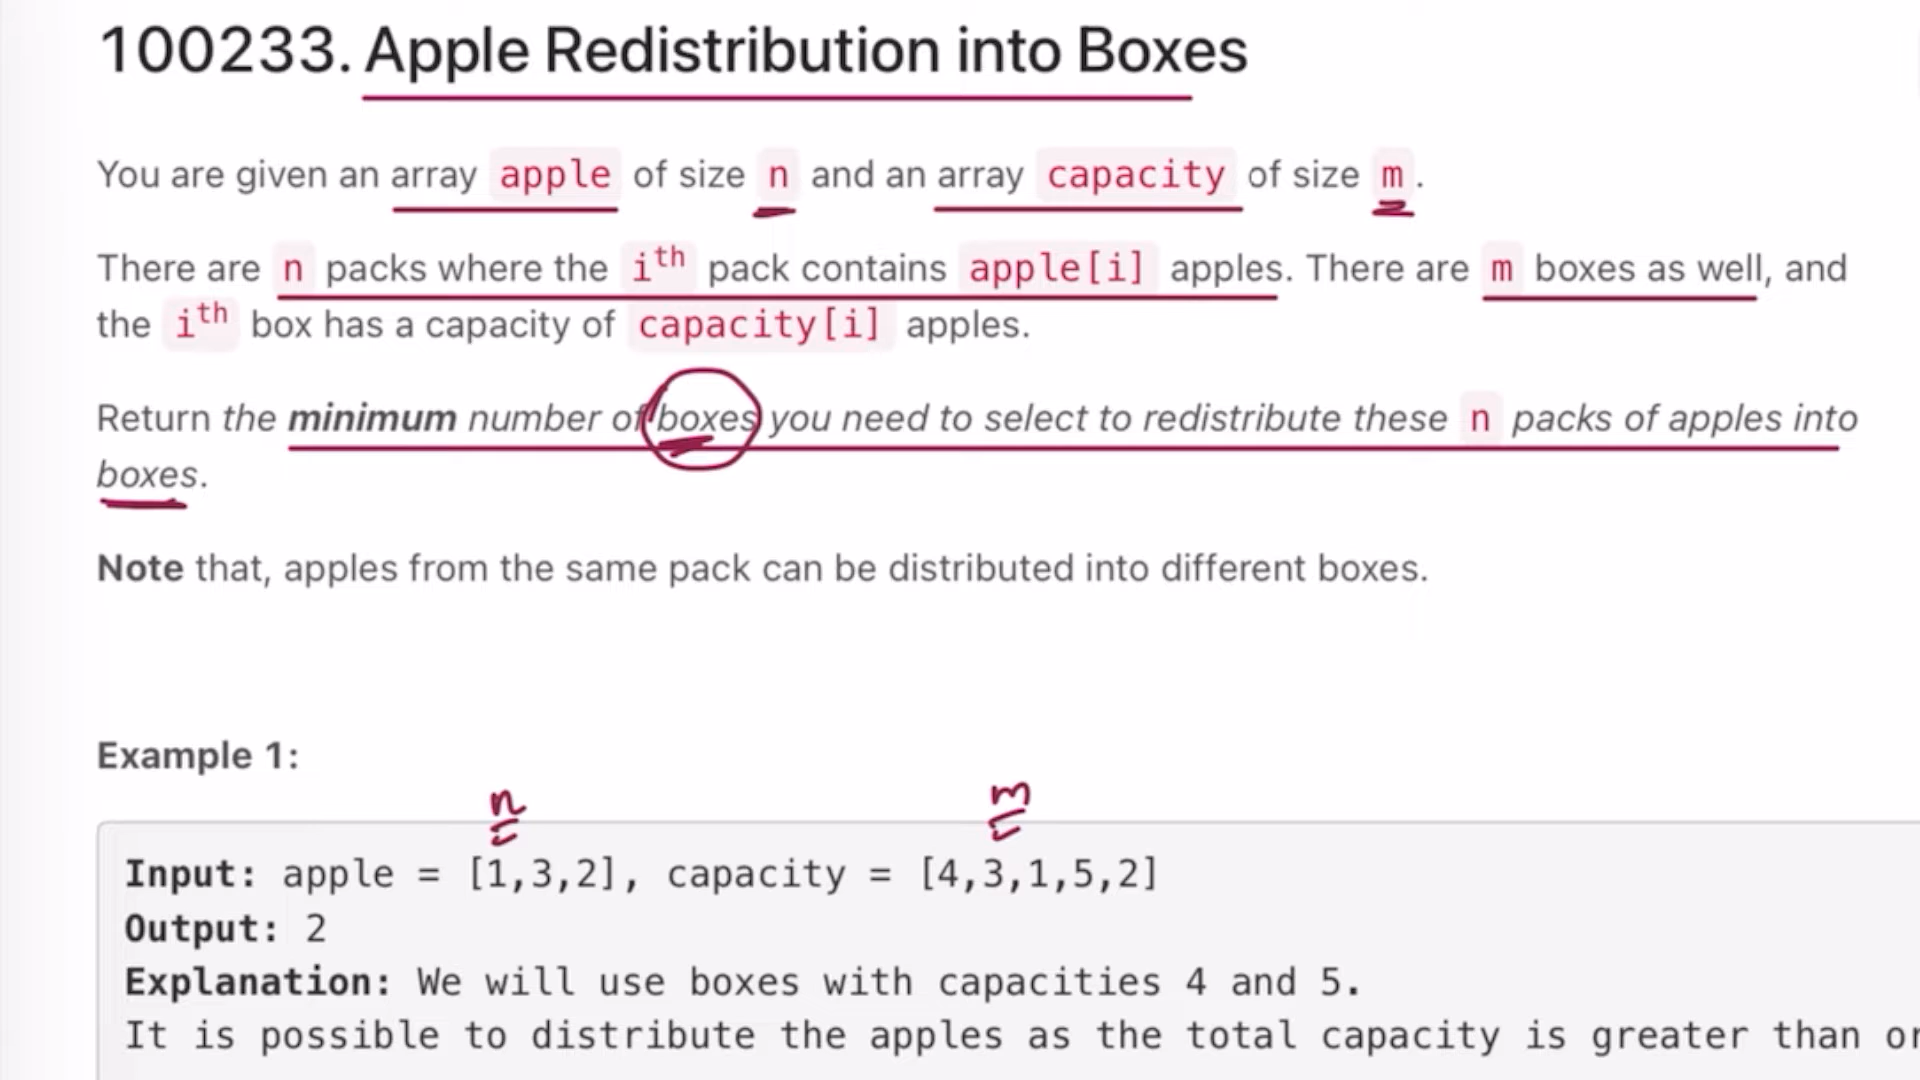 100233. Apple Redistribution into Boxes
You are given an array apple of size n and an array capacity of size m.
There are n packs where the ith pack contains apple[i] apples. There are m boxes as well, and
the ith box has a capacity of capacity[i] apples.
Return the minimum number of boxes you need to select to redistribute these n packs of apples into
boxes.
Note that, apples from the same pack can be distributed into different boxes.
Example 1:
n m
Input: apple = [1,3,2], capacity = [4,3,1,5,2]
Output: 2
Explanation: We will use boxes with capacities 4 and 5.
It is possible to distribute the apples as the total capacity is greater than or